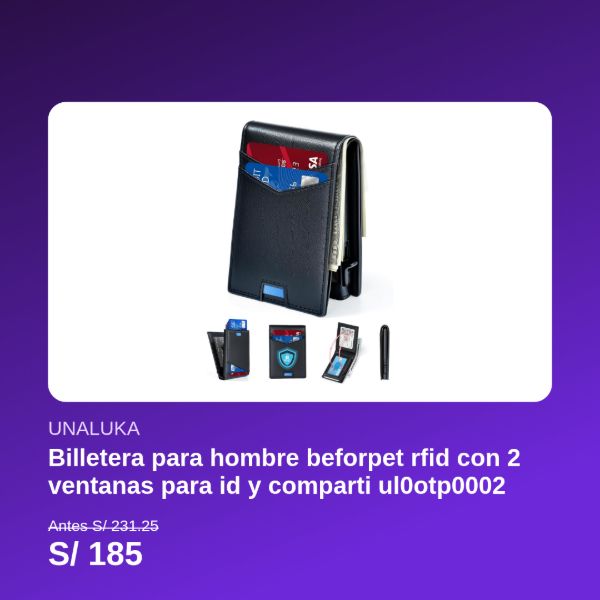 UNALUKA
Billetera para hombre beforpet rfid con 2
ventanas para id y comparti ul0otp0002
Antes S/ 231.25
S/ 185